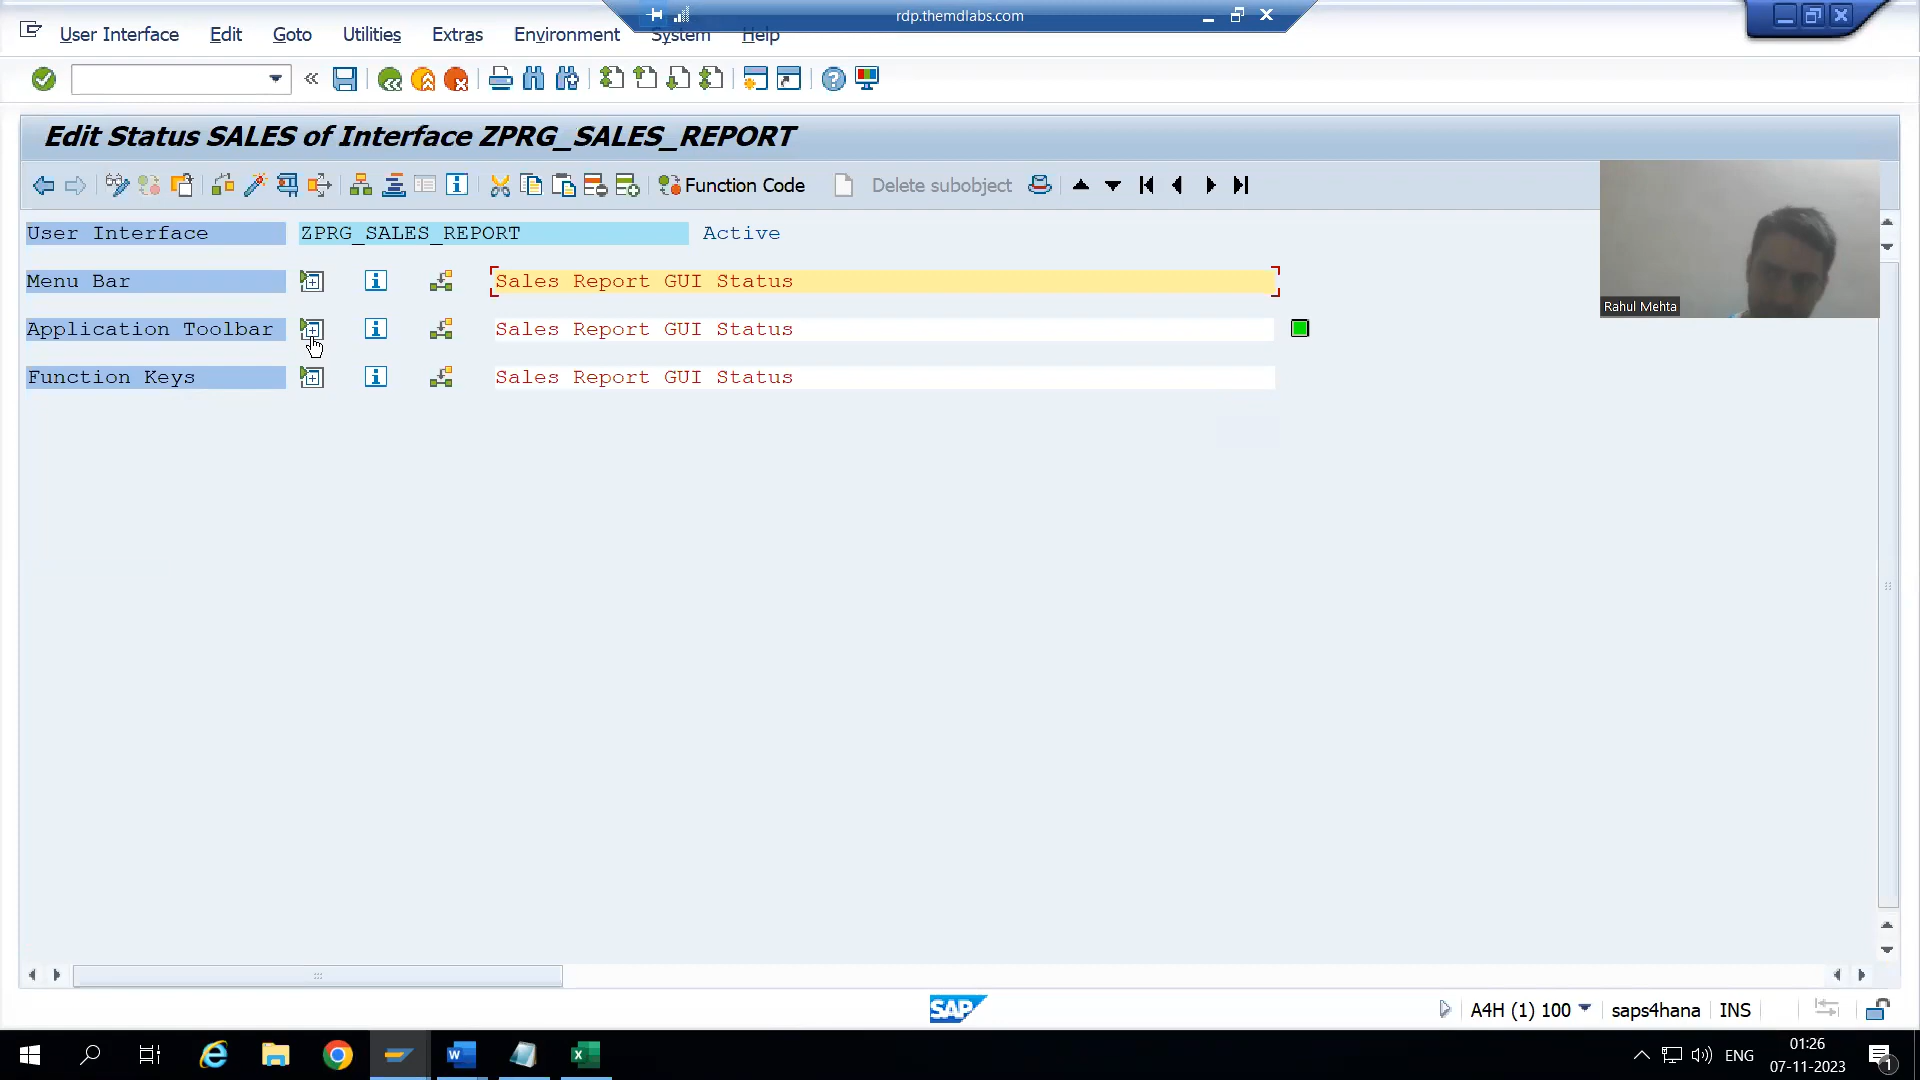 rdp.themdlabs.com
User Interface Edit Goto Utilities Extras Environment System Help
Edit Status SALES of Interface ZPRG_SALES_REPORT
Function Code Delete subobject
User Interface ZPRG_SALES_REPORT Active
Menu Bar Sales Report GUI Status
Application Toolbar Sales Report GUI Status
Function Keys Sales Report GUI Status
Rahul Mehta
SAP A4H (1) 100 saps4hana INS
ENG
01:26
07-11-2023
1